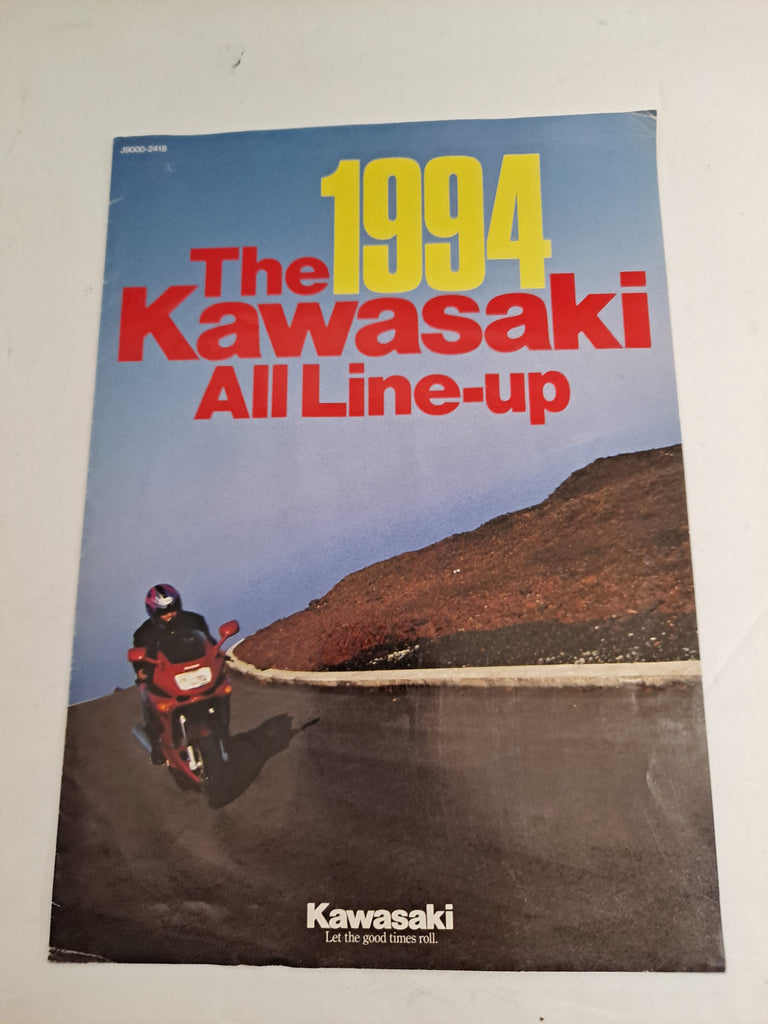 J9000-2418
1994
The
Kawasaki
All Line-up
Kawasaki
Let the good times roll.